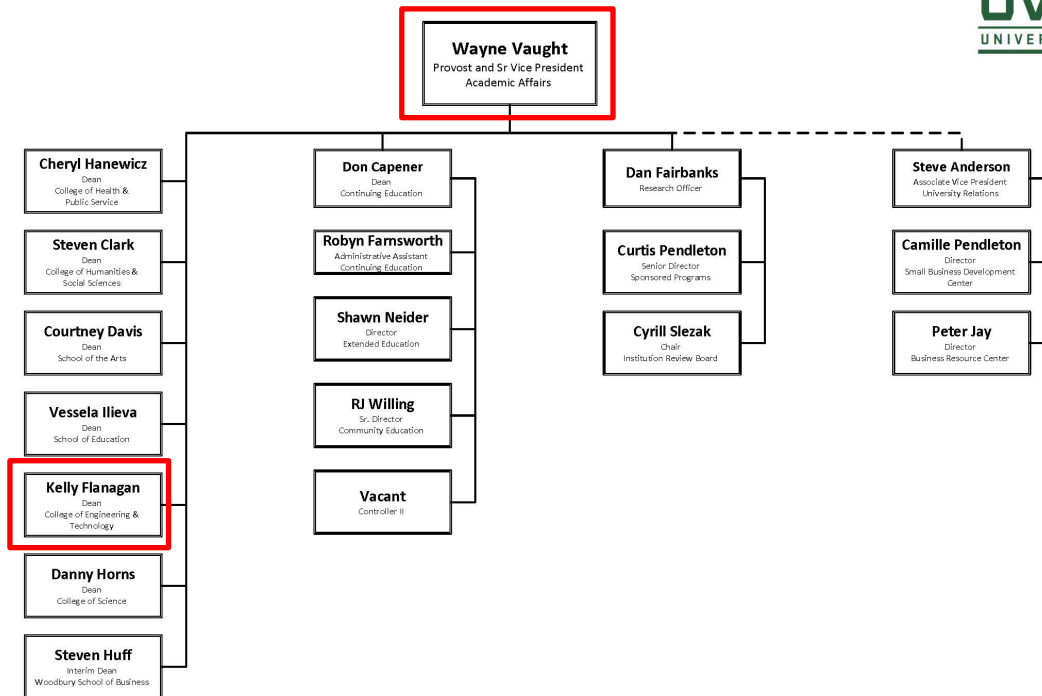 Wayne Vaught
Provost and Sr Vice President
Academic Affairs
Cheryl Hanewicz
Dean
College of Health &
Public Service
Steven Clark
Dean
College of Humanities &
Social Sciences
Courtney Davis
Dean
School of the Arts
Vessela Ilieva
Dean
School of Education
Kelly Flanagan
Dean
College of Engineering &
Technology
Danny Horns
Dean
College of Science
Steven Huff
Interim Dean
Woodbury School of Business
Don Capener
Dean
Continuing Education
Robyn Farnsworth
Administrative Assistant
Continuing Education
Shawn Neider
Director
Extended Education
RJ Willing
Sr. Director
Community Education
Vacant
Controller II
Dan Fairbanks
Research Officer
Curtis Pendleton
Senior Director
Sponsored Programs
Cyrill Slezak
Chair
Institution Review Board
Steve Anderson
Associate Vice President
University Relations
Camille Pendleton
Director
Small Business Development
Center
Peter Jay
Director
Business Resource Center